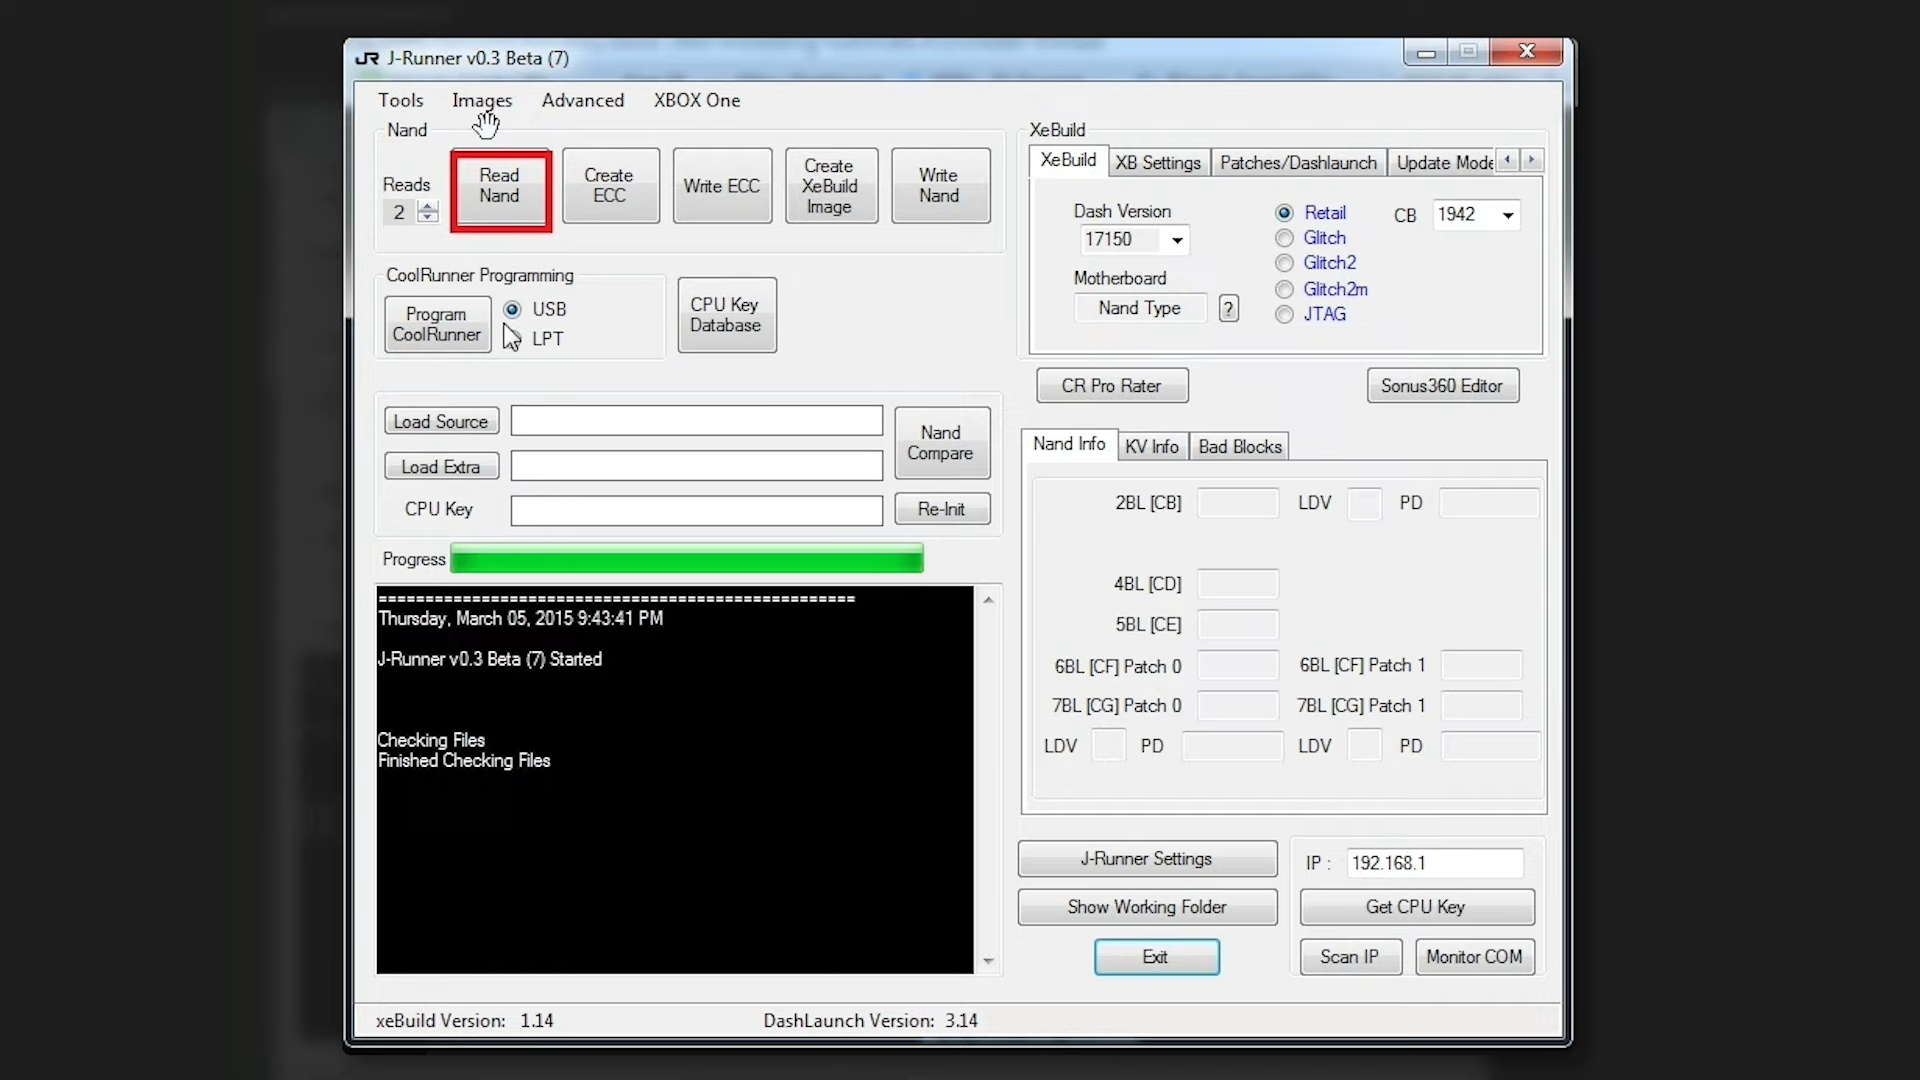 JR J-Runner v0.3 Beta (7)
Tools Images Advanced XBOX One
Nand
Reads
2
Read
Nand
Create
ECC
Write ECC
Create
XeBuild
Image
Write
Nand
CoolRunner Programming
Program
CoolRunner
USB
LPT
CPU Key
Database
Load Source
Load Extra
CPU Key
Nand
Compare
Re-Init
Progress
===================================================
Thursday, March 05, 2015 9:43:41 PM
J-Runner v0.3 Beta (7) Started
Checking Files
Finished Checking Files
XeBuild
XeBuild XB Settings Patches/Dashlaunch Update Mode
Dash Version
17150
Motherboard
Nand Type ?
Retail
Glitch
Glitch2
Glitch2m
JTAG
CB 1942
CR Pro Rater Sonus360 Editor
Nand Info KV Info Bad Blocks
2BL [CB] LDV PD
4BL [CD]
5BL [CE]
6BL [CF] Patch 0 6BL [CF] Patch 1
7BL [CG] Patch 0 7BL [CG] Patch 1
LDV PD LDV PD
J-Runner Settings
Show Working Folder
Exit
IP : 192.168.1
Get CPU Key
Scan IP Monitor COM
xeBuild Version: 1.14 DashLaunch Version: 3.14